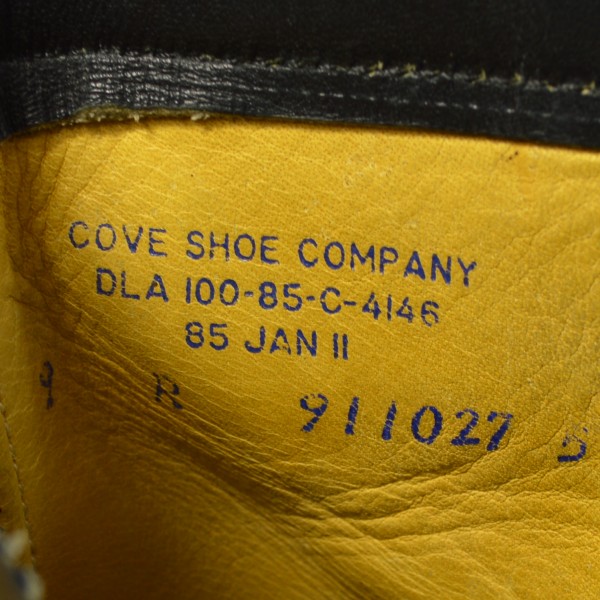 COVE SHOE COMPANY
DLA 100-85-C-4146
85 JAN 11
9 R 911027 5